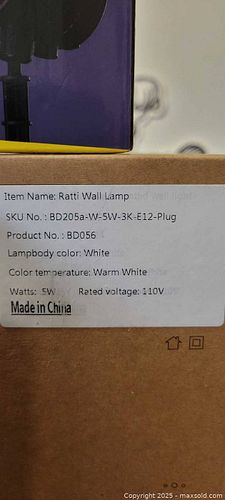 Item Name: Ratti Wall Lamp
SKU No. : BD205a-W-5W-3K-E12-Plug
Product No. : BD056
Lampbody color: White
Color temperature: Warm White
Watts: 5W Rated voltage: 110V
Made in China
Copyright © 2025 - maxsold.com